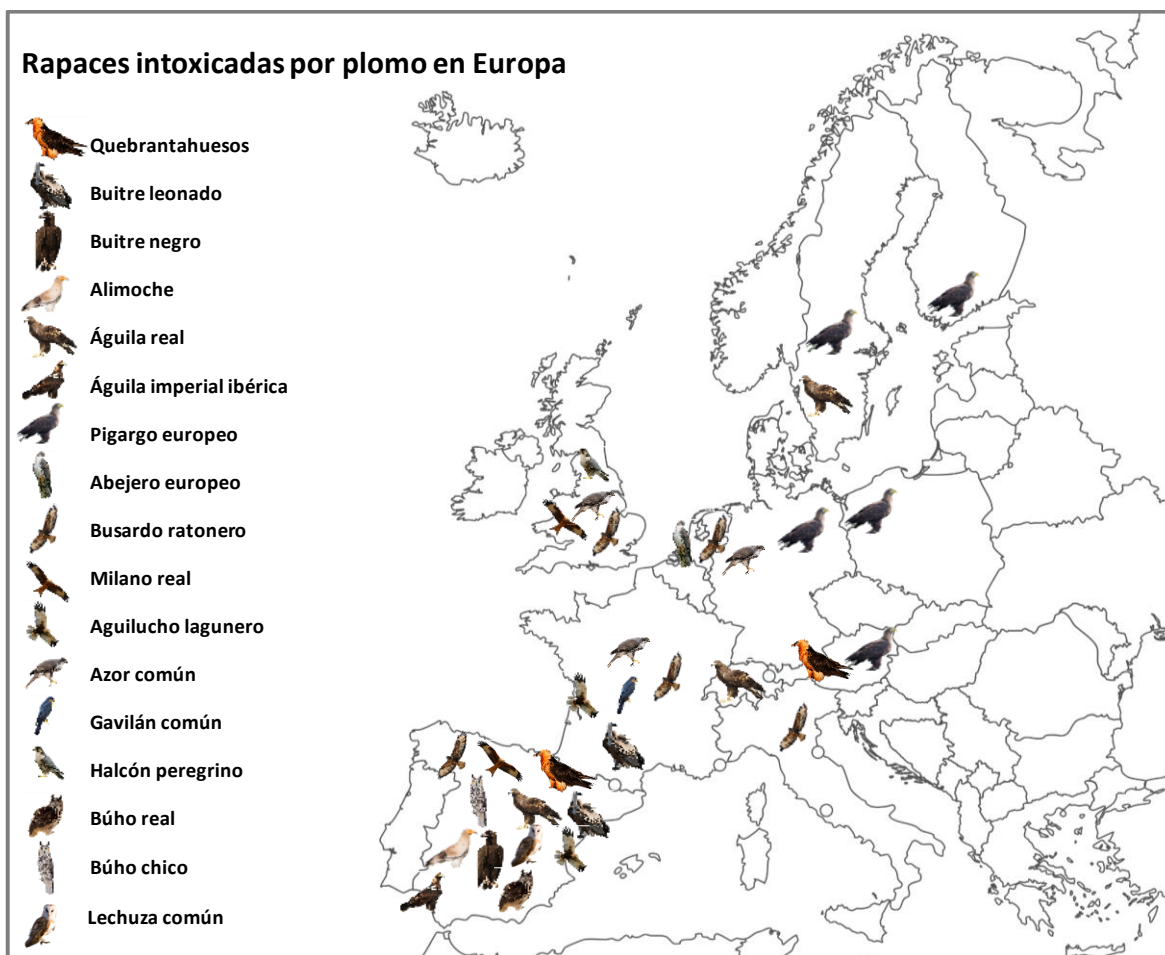 Rapaces intoxicadas por plomo en Europa
Quebrantahuesos
Buitre leonado
Buitre negro
Alimoche
Águila real
Águila imperial ibérica
Pigargo europeo
Abejero europeo
Busardo ratonero
Milano real
Aguilucho lagunero
Azor común
Gavilán común
Halcón peregrino
Búho real
Búho chico
Lechuza común